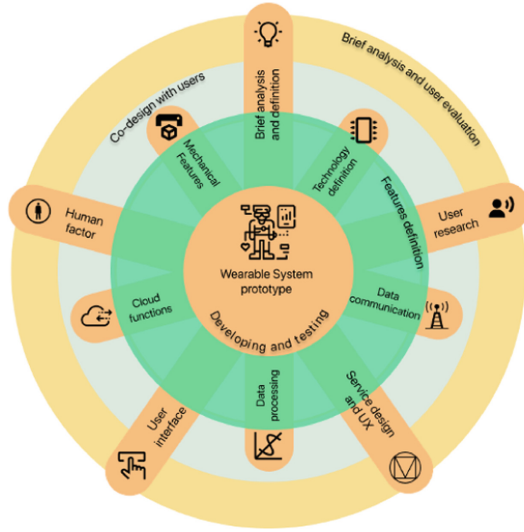 Brief analysis and user evaluation
Co-design with users
Brief analysis
and definition
Mechanical
Features
Technology
definition
Features definition
Human
factor
User
research
Wearable System
prototype
Developing and testing
Cloud
functions
Data
communication
User
interface
Data
processing
Service design
and UX